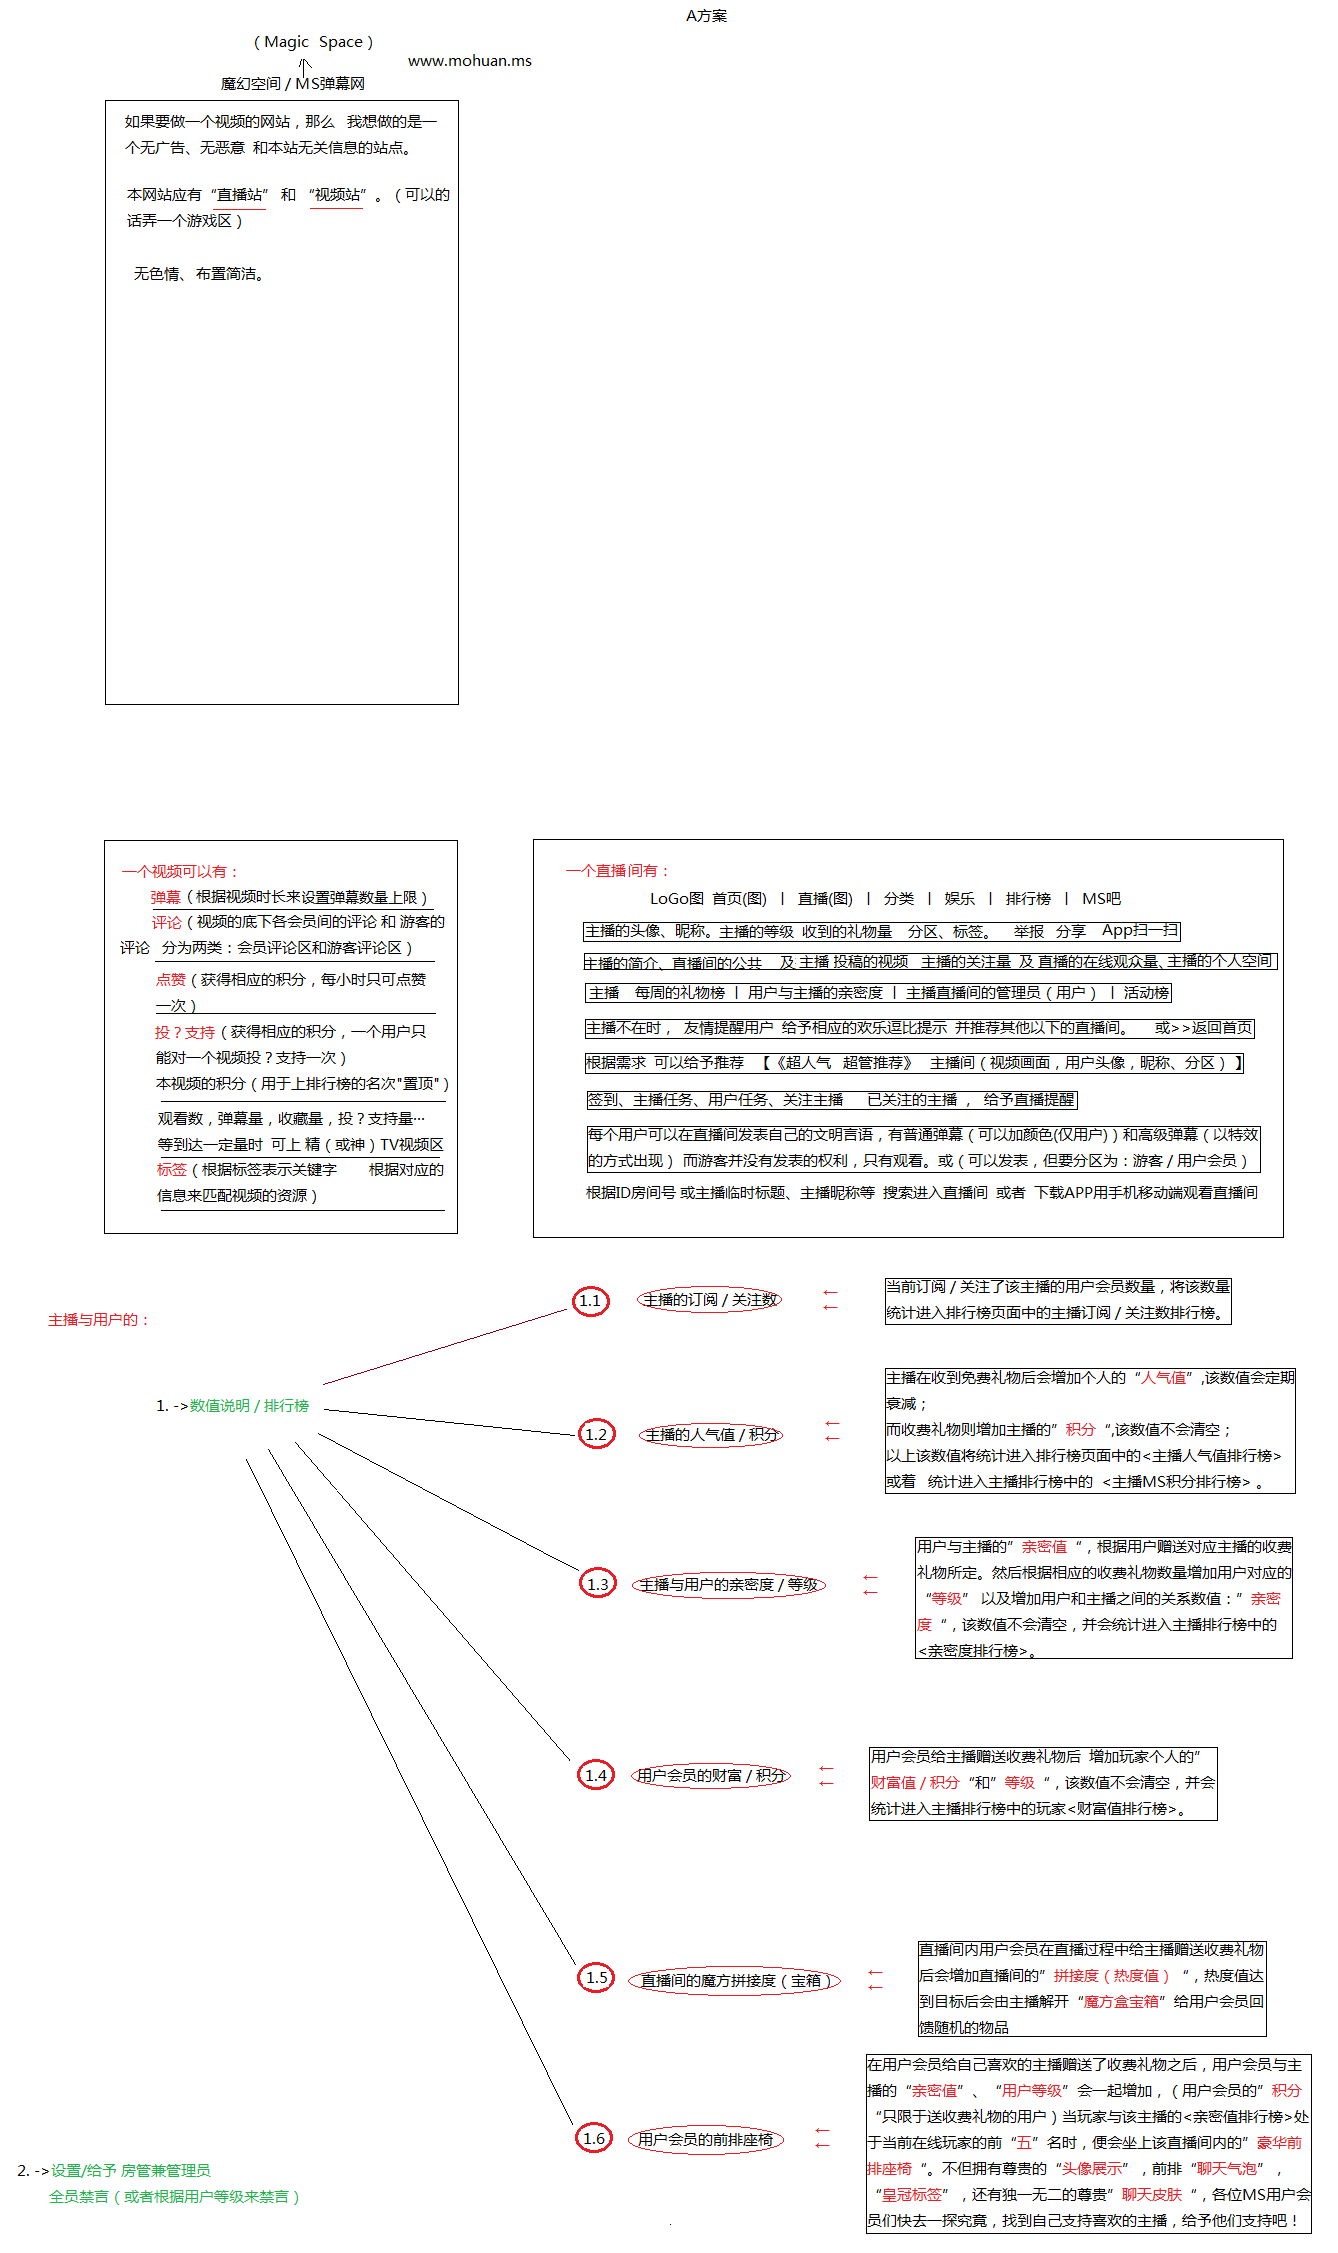 A方案
（Magic Space）
www.mohuan.ms
魔幻空间 / MS弹幕网
如果要做一个视频的网站，那么 我想做的是一
个无广告、无恶意 和本站无关信息的站点。
本网站应有“直播站” 和 “视频站” 。（可以的
话弄一个游戏区）
无色情、布置简洁。
一个视频可以有：
弹幕（根据视频时长来设置弹幕数量上限）
评论（视频的底下各会员间的评论 和 游客的
评论 分为两类：会员评论区和游客评论区）
点赞（获得相应的积分，每小时只可点赞
一次）
投？支持（获得相应的积分，一个用户只
能对一个视频投？支持一次）
本视频的积分（用于上排行榜的名次"置顶"）
观看数，弹幕量，收藏量，投？支持量···
等到达一定量时 可上 精（或神）TV视频区
标签（根据标签表示关键字 根据对应的
信息来匹配视频的资源）
一个直播间有：
LoGo图 首页(图) | 直播(图) | 分类 | 娱乐 | 排行榜 | MS吧
主播的头像、昵称。主播的等级 收到的礼物量 分区、标签。 举报 分享 App扫一扫
主播的简介、直播间的公共 及 主播 投稿的视频 主播的关注量 及 直播的在线观众量、主播的个人空间
主播 每周的礼物榜 | 用户与主播的亲密度 | 主播直播间的管理员（用户） | 活动榜
主播不在时， 友情提醒用户 给予相应的欢乐逗比提示 并推荐其他以下的直播间。 或>>返回首页
根据需求 可以给予推荐 【《超人气 超管推荐》 主播间（视频画面，用户头像，昵称、分区） 】
签到、主播任务、用户任务、关注主播 已关注的主播 ， 给予直播提醒
每个用户可以在直播间发表自己的文明言语，有普通弹幕（可以加颜色(仅用户)）和高级弹幕（以特效
的方式出现） 而游客并没有发表的权利，只有观看。或（可以发表，但要分区为：游客 / 用户会员）
根据ID房间号 或主播临时标题、主播昵称等 搜索进入直播间 或者 下载APP用手机移动端观看直播间
主播与用户的：
1. ->数值说明 / 排行榜
1.1 主播的订阅 / 关注数 ←
←
当前订阅 / 关注了该主播的用户会员数量，将该数量
统计进入排行榜页面中的主播订阅 / 关注数排行榜。
1.2 主播的人气值 / 积分 ←
←
主播在收到免费礼物后会增加个人的“人气值” ,该数值会定期
衰减；
而收费礼物则增加主播的”积分“ ,该数值不会清空；
以上该数值将统计进入排行榜页面中的<主播人气值排行榜>
或着 统计进入主播排行榜中的 <主播MS积分排行榜> 。
1.3 主播与用户的亲密度 / 等级 ←
←
用户与主播的”亲密值“ ，根据用户赠送对应主播的收费
礼物所定。然后根据相应的收费礼物数量增加用户对应的
“等级” 以及增加用户和主播之间的关系数值：”亲密
度“ ，该数值不会清空，并会统计进入主播排行榜中的
<亲密度排行榜>。
1.4 用户会员的财富 / 积分 ←
←
用户会员给主播赠送收费礼物后 增加玩家个人的”
财富值 / 积分“和”等级“ ，该数值不会清空，并会
统计进入主播排行榜中的玩家<财富值排行榜>。
1.5 直播间的魔方拼接度（宝箱） ←
←
直播间内用户会员在直播过程中给主播赠送收费礼物
后会增加直播间的”拼接度（热度值）“ ，热度值达
到目标后会由主播解开“魔方盒宝箱”给用户会员回
馈随机的物品
1.6 用户会员的前排座椅 ←
←
在用户会员给自己喜欢的主播赠送了收费礼物之后，用户会员与主
播的“亲密值” 、“用户等级”会一起增加，（用户会员的”积分
“只限于送收费礼物的用户）当玩家与该主播的<亲密值排行榜>处
于当前在线玩家的前“五”名时，便会坐上该直播间内的”豪华前
排座椅“。不但拥有尊贵的“头像展示” ，前排“聊天气泡” ，
“皇冠标签” ，还有独一无二的尊贵”聊天皮肤“ ，各位MS用户会
员们快去一探究竟，找到自己支持喜欢的主播，给予他们支持吧！
2. ->设置/给予 房管兼管理员
全员禁言（或者根据用户等级来禁言）